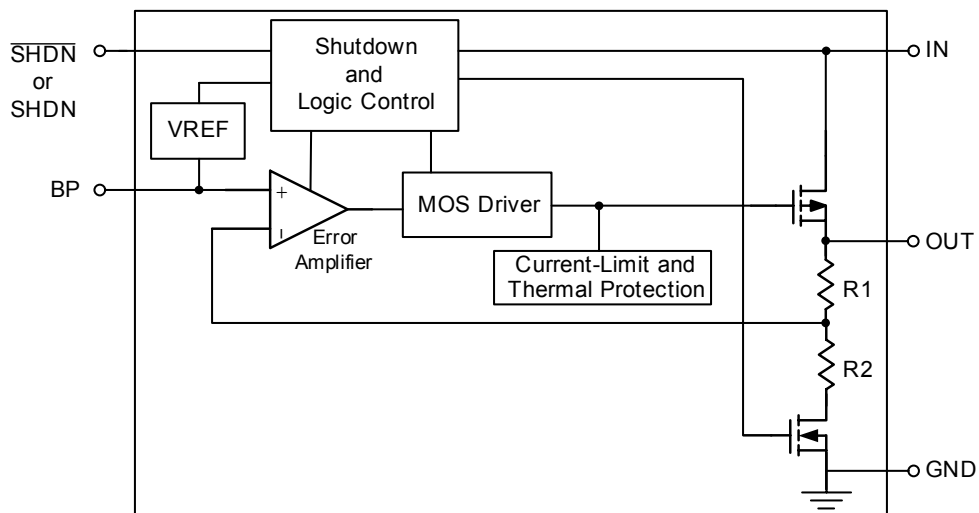 SHDN
or
SHDN
BP
VREF
Shutdown
and
Logic Control
+
-
Error
Amplifier
MOS Driver
Current-Limit and
Thermal Protection
IN
OUT
R1
R2
GND